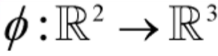 ϕ : ℝ² → ℝ³